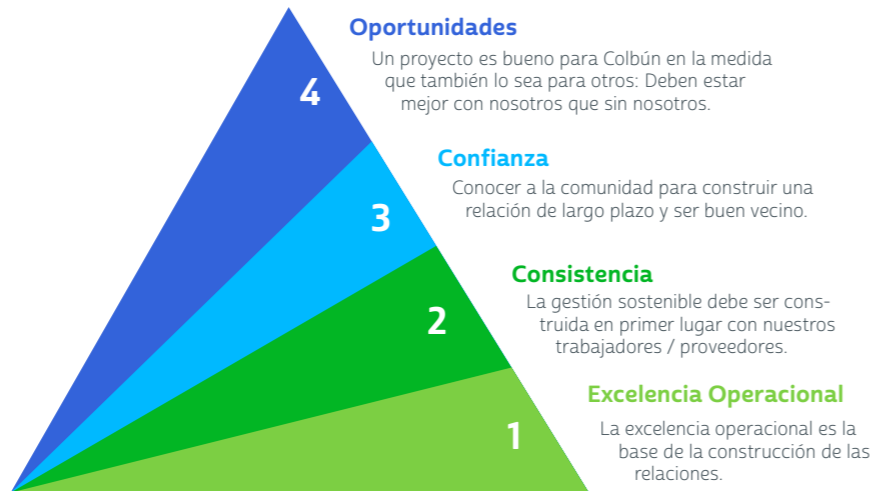 Oportunidades
Un proyecto es bueno para Colbún en la medida
que también lo sea para otros: Deben estar
mejor con nosotros que sin nosotros.
4
Confianza
Conocer a la comunidad para construir una
relación de largo plazo y ser buen vecino.
3
Consistencia
La gestión sostenible debe ser cons-
truida en primer lugar con nuestros
trabajadores / proveedores.
2
Excelencia Operacional
La excelencia operacional es la
base de la construcción de las
relaciones.
1